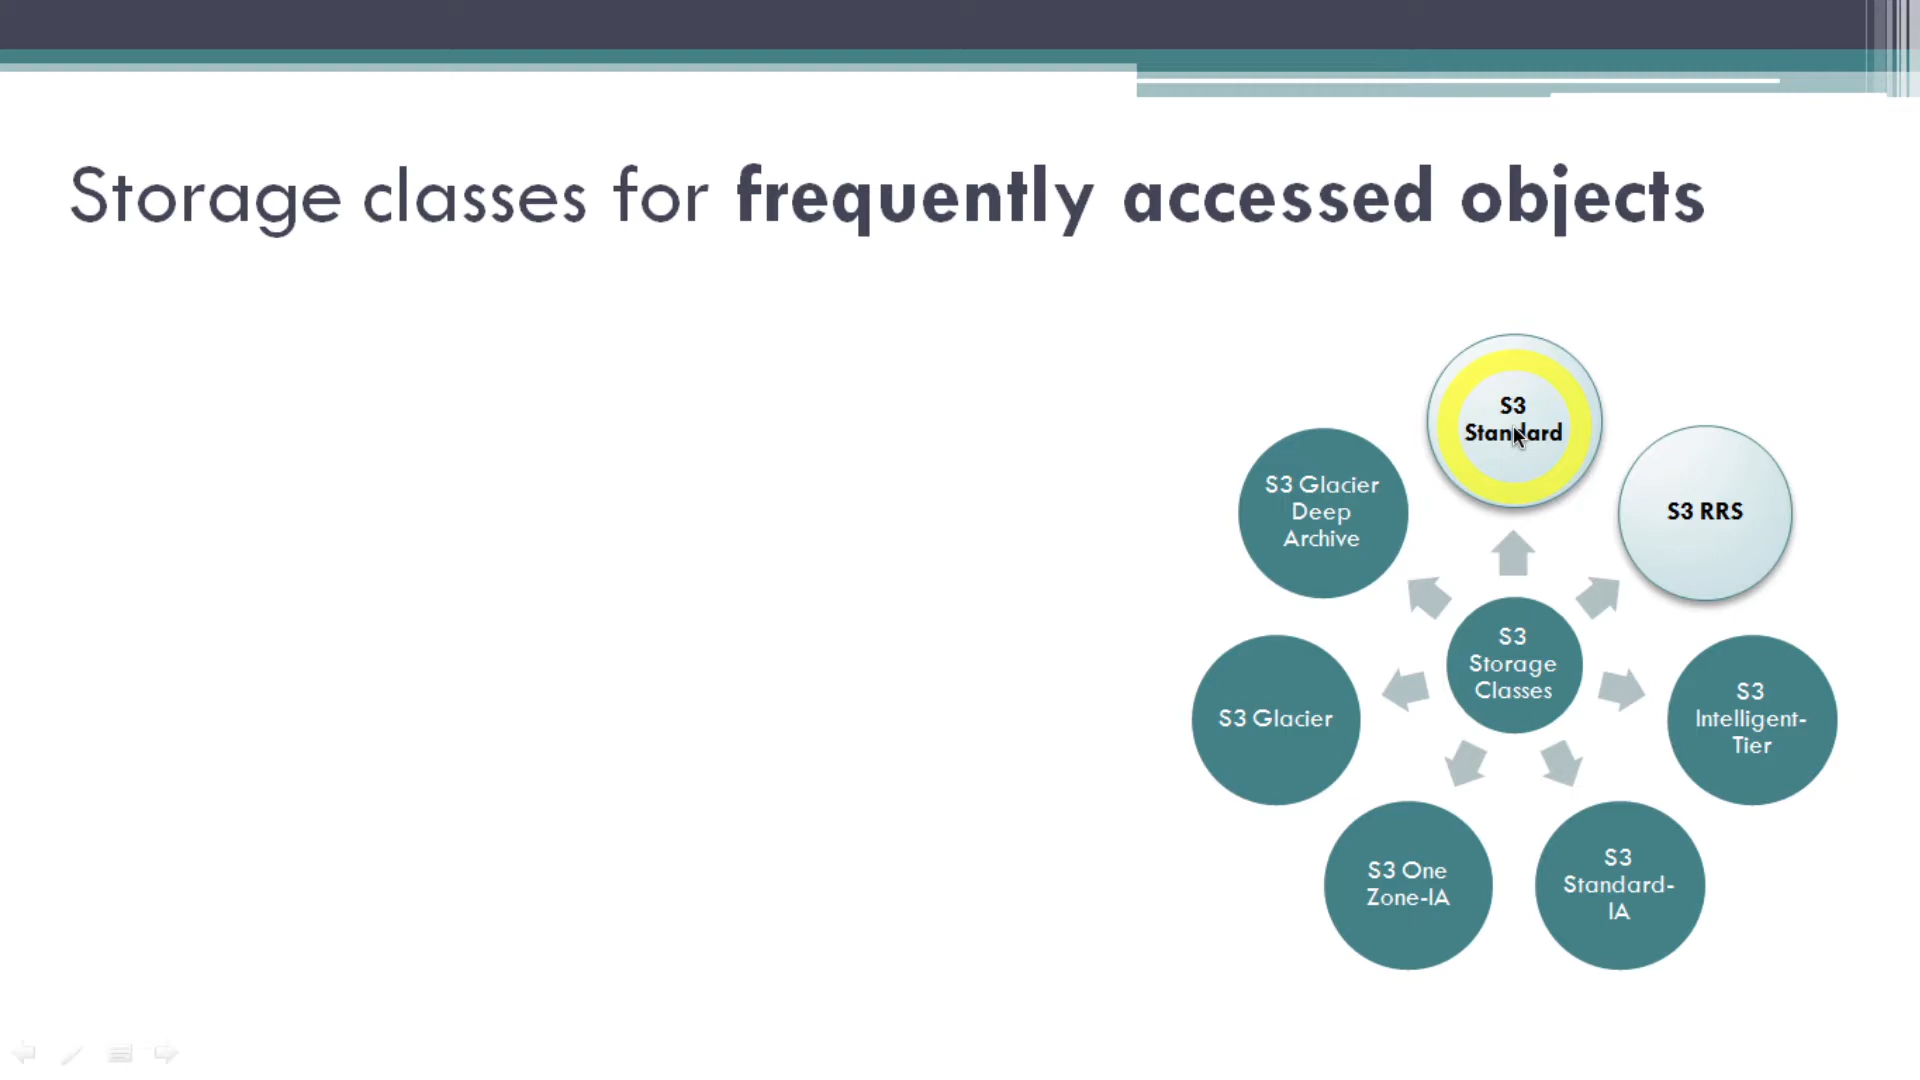 Storage classes for frequently accessed objects
S3
Standard
S3 RRS
S3
Intelligent-
Tier
S3
Standard-
IA
S3 One
Zone-IA
S3 Glacier
S3 Glacier
Deep
Archive
S3
Storage
Classes